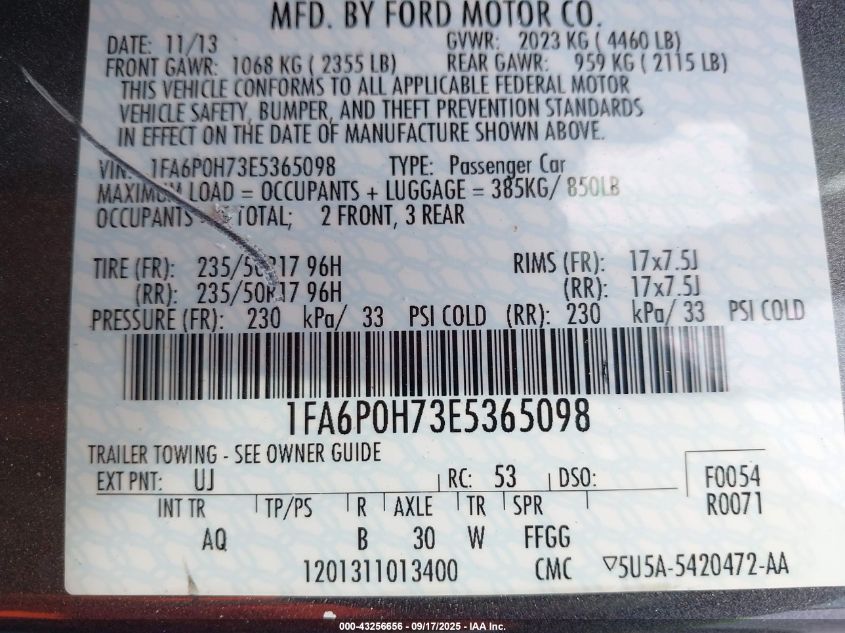 MFD. BY FORD MOTOR CO.
DATE: 11/13 GVWR: 2023 KG ( 4460 LB)
FRONT GAWR: 1068 KG ( 2355 LB) REAR GAWR: 959 KG ( 2115 LB)
THIS VEHICLE CONFORMS TO ALL APPLICABLE FEDERAL MOTOR
VEHICLE SAFETY, BUMPER, AND THEFT PREVENTION STANDARDS
IN EFFECT ON THE DATE OF MANUFACTURE SHOWN ABOVE.
VIN: 1FA6P0H73E5365098 TYPE: Passenger Car
MAXIMUM LOAD = OCCUPANTS + LUGGAGE = 385KG/ 850LB
OCCUPANTS TOTAL; 2 FRONT, 3 REAR
TIRE (FR): 235/50R17 96H RIMS (FR): 17x7.5J
(RR): 235/50R17 96H (RR): 17x7.5J
PRESSURE (FR): 230 kPa/ 33 PSI COLD (RR): 230 kPa/ 33 PSI COLD
1FA6P0H73E5365098
TRAILER TOWING - SEE OWNER GUIDE
EXT PNT: UJ RC: 53 DSO: F0054
INT TR TP/PS R AXLE TR SPR R0071
AQ B 30 W FFGG
1201311013400 CMC ▽5U5A-5420472-AA
000-43256656 - 09/17/2025 - IAA Inc.